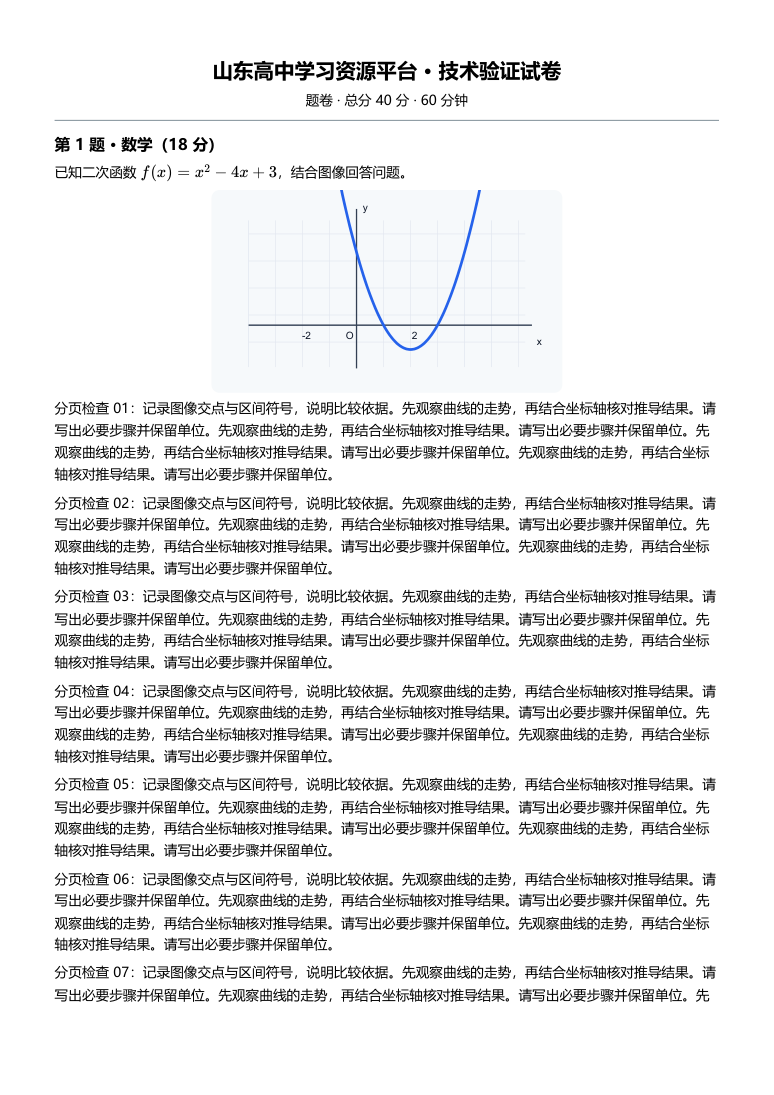 山东高中学习资源平台・技术验证试卷
题卷 · 总分 40 分 · 60 分钟
第 1 题・数学（18 分）
已知二次函数 f(x) = x² − 4x + 3，结合图像回答问题。
y
-2 O 2
x
分页检查 01：记录图像交点与区间符号，说明比较依据。先观察曲线的走势，再结合坐标轴核对推导结果。请
写出必要步骤并保留单位。先观察曲线的走势，再结合坐标轴核对推导结果。请写出必要步骤并保留单位。先
观察曲线的走势，再结合坐标轴核对推导结果。请写出必要步骤并保留单位。先观察曲线的走势，再结合坐标
轴核对推导结果。请写出必要步骤并保留单位。
分页检查 02：记录图像交点与区间符号，说明比较依据。先观察曲线的走势，再结合坐标轴核对推导结果。请
写出必要步骤并保留单位。先观察曲线的走势，再结合坐标轴核对推导结果。请写出必要步骤并保留单位。先
观察曲线的走势，再结合坐标轴核对推导结果。请写出必要步骤并保留单位。先观察曲线的走势，再结合坐标
轴核对推导结果。请写出必要步骤并保留单位。
分页检查 03：记录图像交点与区间符号，说明比较依据。先观察曲线的走势，再结合坐标轴核对推导结果。请
写出必要步骤并保留单位。先观察曲线的走势，再结合坐标轴核对推导结果。请写出必要步骤并保留单位。先
观察曲线的走势，再结合坐标轴核对推导结果。请写出必要步骤并保留单位。先观察曲线的走势，再结合坐标
轴核对推导结果。请写出必要步骤并保留单位。
分页检查 04：记录图像交点与区间符号，说明比较依据。先观察曲线的走势，再结合坐标轴核对推导结果。请
写出必要步骤并保留单位。先观察曲线的走势，再结合坐标轴核对推导结果。请写出必要步骤并保留单位。先
观察曲线的走势，再结合坐标轴核对推导结果。请写出必要步骤并保留单位。先观察曲线的走势，再结合坐标
轴核对推导结果。请写出必要步骤并保留单位。
分页检查 05：记录图像交点与区间符号，说明比较依据。先观察曲线的走势，再结合坐标轴核对推导结果。请
写出必要步骤并保留单位。先观察曲线的走势，再结合坐标轴核对推导结果。请写出必要步骤并保留单位。先
观察曲线的走势，再结合坐标轴核对推导结果。请写出必要步骤并保留单位。先观察曲线的走势，再结合坐标
轴核对推导结果。请写出必要步骤并保留单位。
分页检查 06：记录图像交点与区间符号，说明比较依据。先观察曲线的走势，再结合坐标轴核对推导结果。请
写出必要步骤并保留单位。先观察曲线的走势，再结合坐标轴核对推导结果。请写出必要步骤并保留单位。先
观察曲线的走势，再结合坐标轴核对推导结果。请写出必要步骤并保留单位。先观察曲线的走势，再结合坐标
轴核对推导结果。请写出必要步骤并保留单位。
分页检查 07：记录图像交点与区间符号，说明比较依据。先观察曲线的走势，再结合坐标轴核对推导结果。请
写出必要步骤并保留单位。先观察曲线的走势，再结合坐标轴核对推导结果。请写出必要步骤并保留单位。先